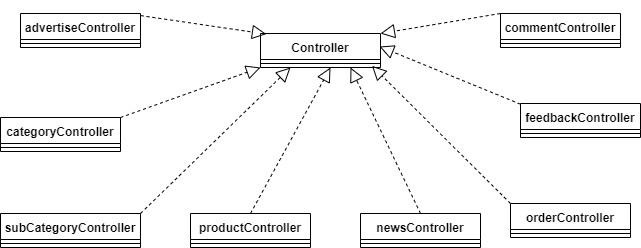 advertiseController
commentController
Controller
categoryController
feedbackController
subCategoryController
productController
newsController
orderController